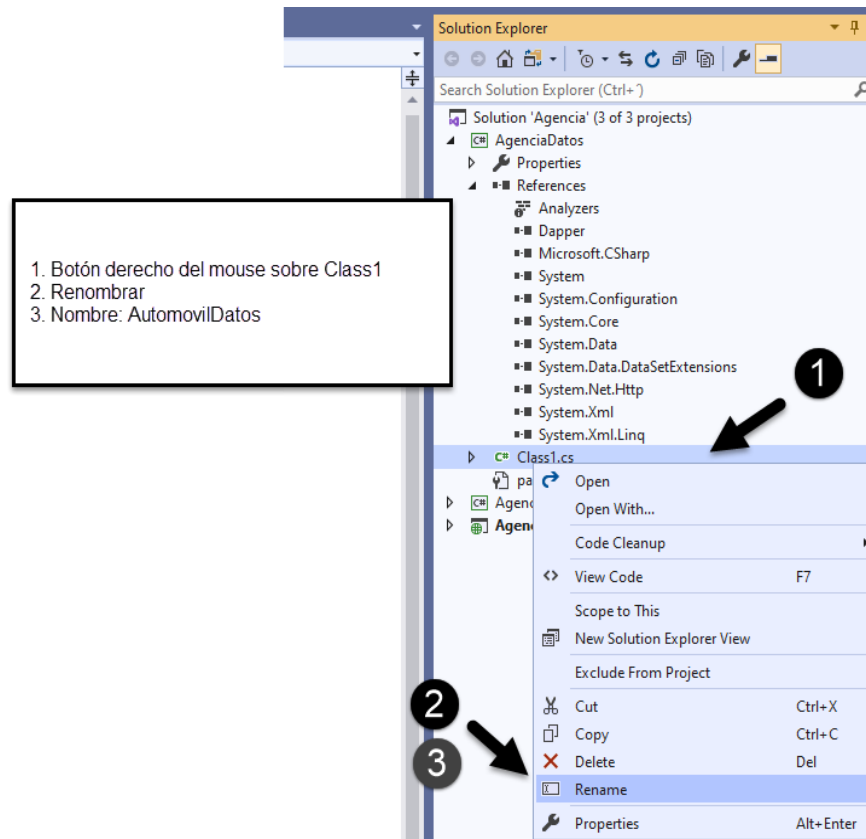 Solution Explorer
Search Solution Explorer (Ctrl+´)
Solution 'Agencia' (3 of 3 projects)
C# AgenciaDatos
Properties
References
Analyzers
Dapper
Microsoft.CSharp
System
System.Configuration
System.Core
System.Data
System.Data.DataSetExtensions
System.Net.Http
System.Xml
System.Xml.Linq
C# Class1.cs
1. Botón derecho del mouse sobre Class1
2. Renombrar
3. Nombre: AutomovilDatos
1
pa
C# Agenc
Agen
Open
Open With...
Code Cleanup
View Code F7
Scope to This
New Solution Explorer View
Exclude From Project
2
Cut Ctrl+X
Copy Ctrl+C
3
Delete Del
Rename
Properties Alt+Enter